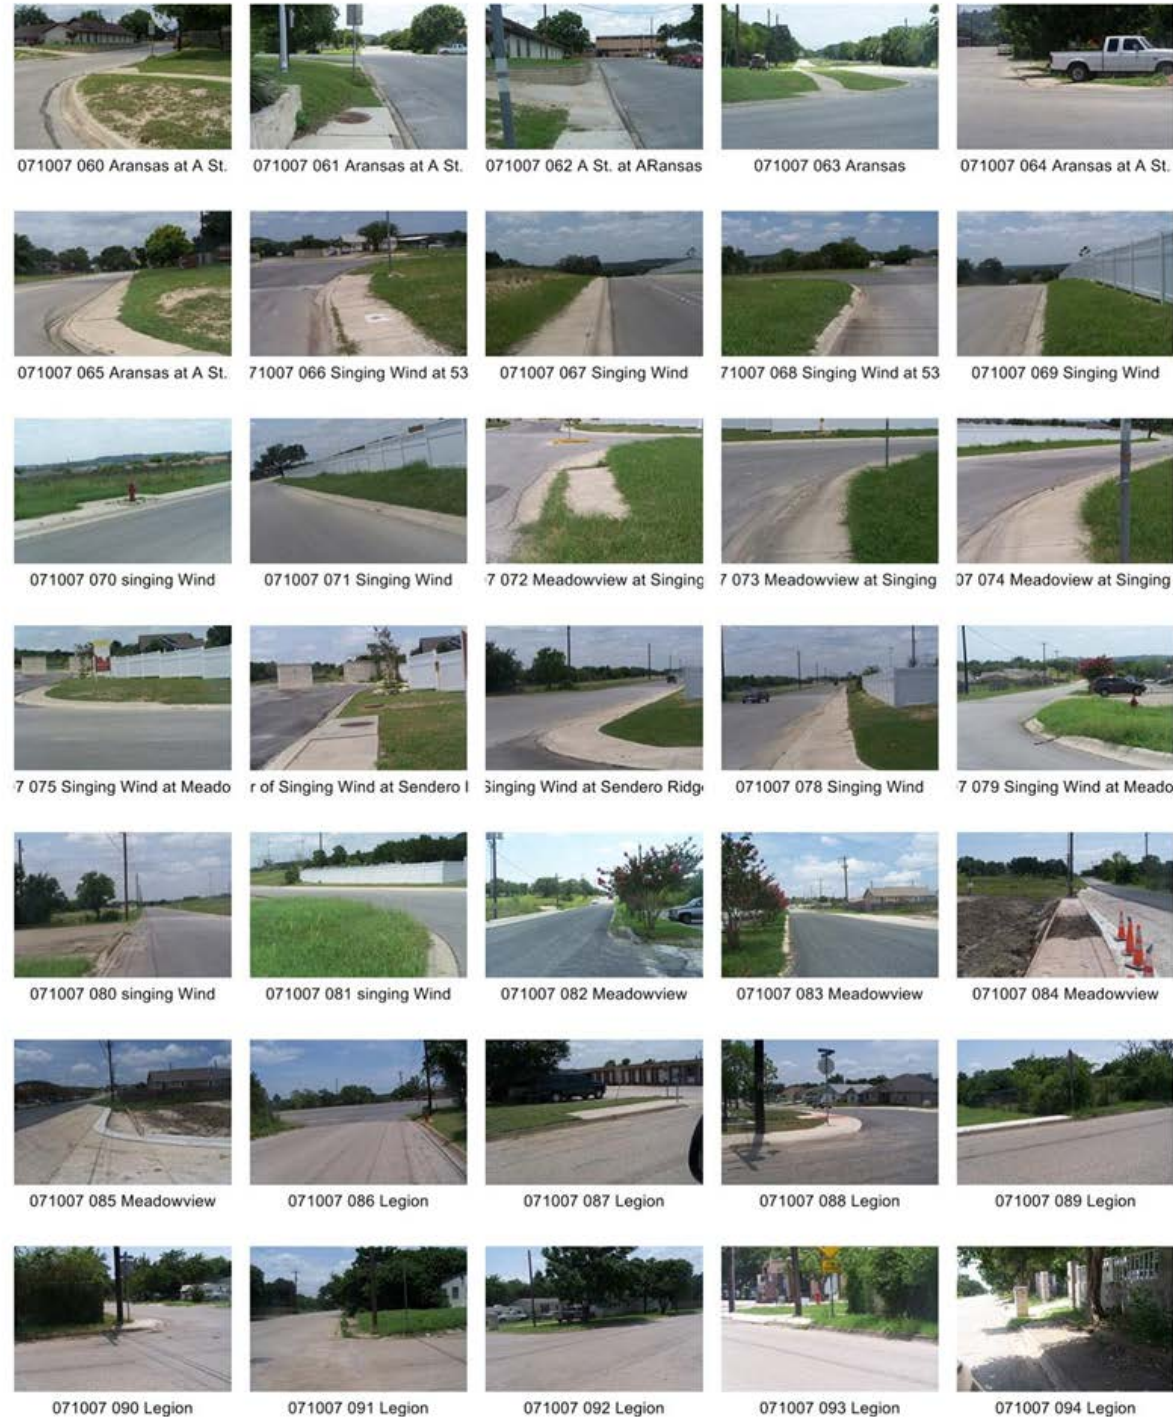 071007 060 Aransas at A St.
071007 061 Aransas at A St.
071007 062 A St. at ARansas
071007 063 Aransas
071007 064 Aransas at A St.
071007 065 Aransas at A St.
71007 066 Singing Wind at 53
071007 067 Singing Wind
71007 068 Singing Wind at 53
071007 069 Singing Wind
071007 070 singing Wind
071007 071 Singing Wind
7 072 Meadowview at Singing
7 073 Meadowview at Singing
07 074 Meadoview at Singing
7 075 Singing Wind at Meado
r of Singing Wind at Sendero
Singing Wind at Sendero Ridg
071007 078 Singing Wind
7 079 Singing Wind at Meado
071007 080 singing Wind
071007 081 singing Wind
071007 082 Meadowview
071007 083 Meadowview
071007 084 Meadowview
071007 085 Meadowview
071007 086 Legion
071007 087 Legion
071007 088 Legion
071007 089 Legion
071007 090 Legion
071007 091 Legion
071007 092 Legion
071007 093 Legion
071007 094 Legion